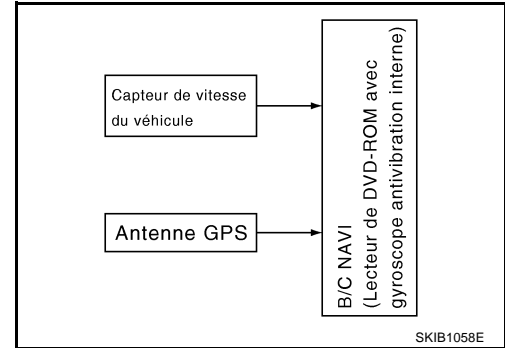 Capteur de vitesse
du véhicule
Antenne GPS
B/C NAVI
(Lecteur de DVD-ROM avec
gyroscope antivibration interne)
SKIB1058E